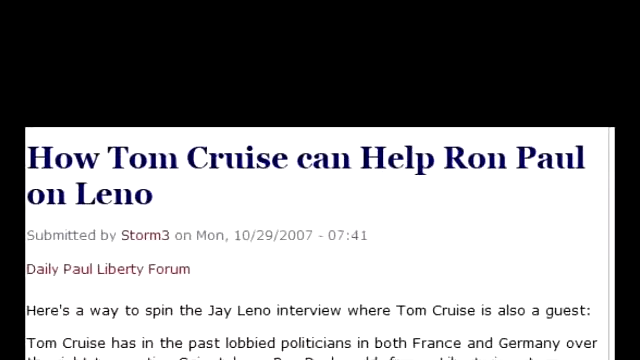 How Tom Cruise can Help Ron Paul
on Leno
Submitted by Storm3 on Mon, 10/29/2007 - 07:41
Daily Paul Liberty Forum
Here's a way to spin the Jay Leno interview where Tom Cruise is also a guest:
Tom Cruise has in the past lobbied politicians in both France and Germany over